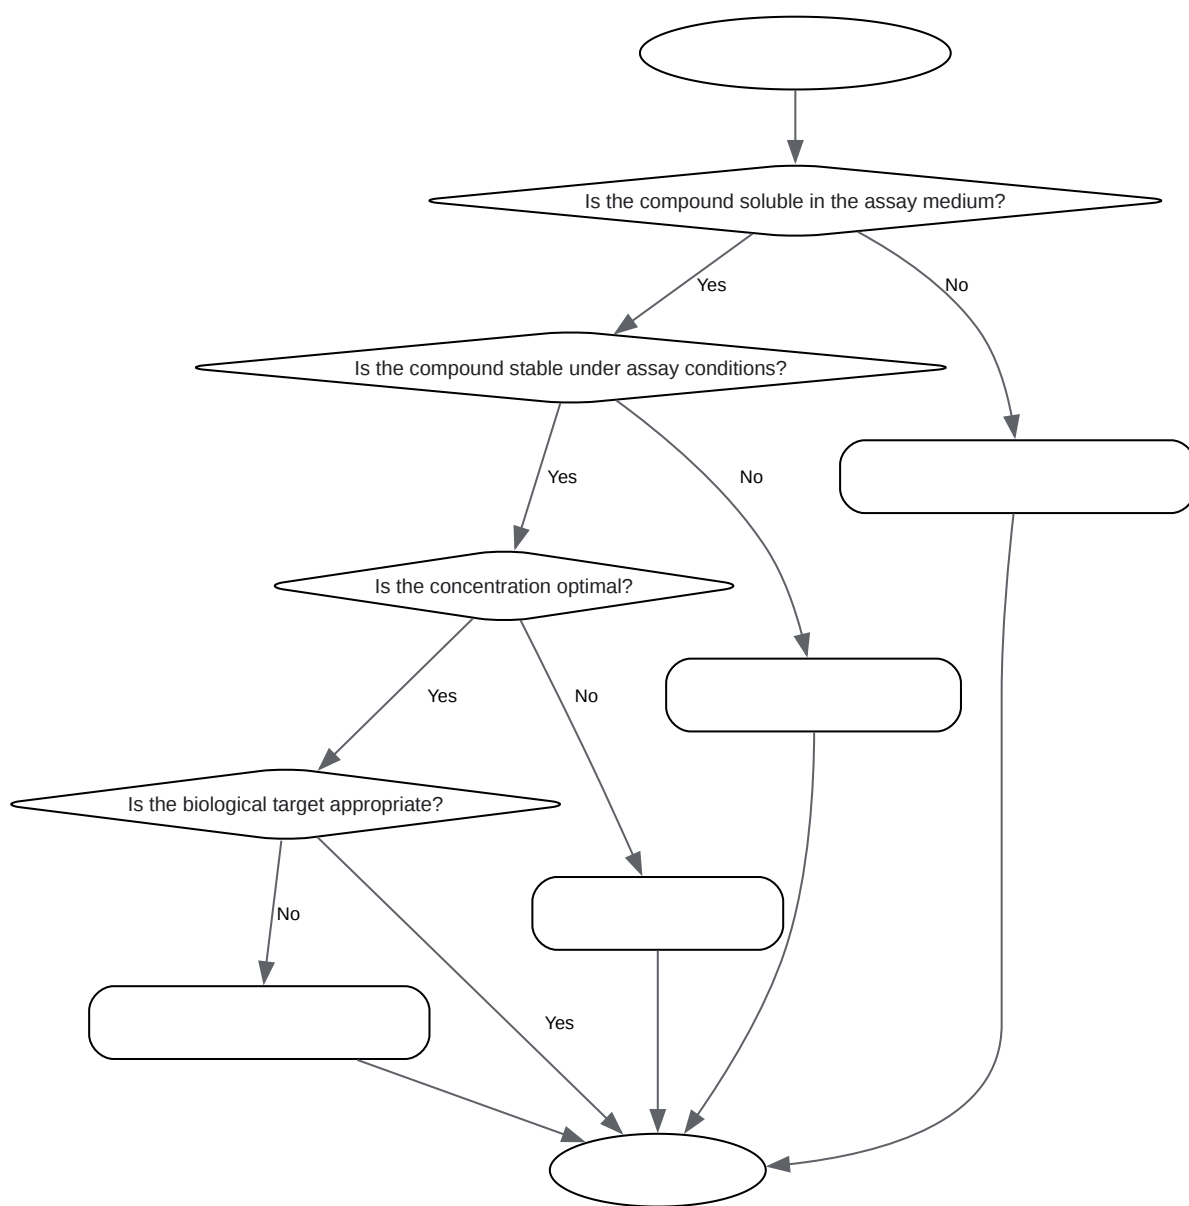 Is the compound soluble in the assay medium?
Yes
No
Is the compound stable under assay conditions?
Yes
No
Is the concentration optimal?
Yes
No
Is the biological target appropriate?
No
Yes